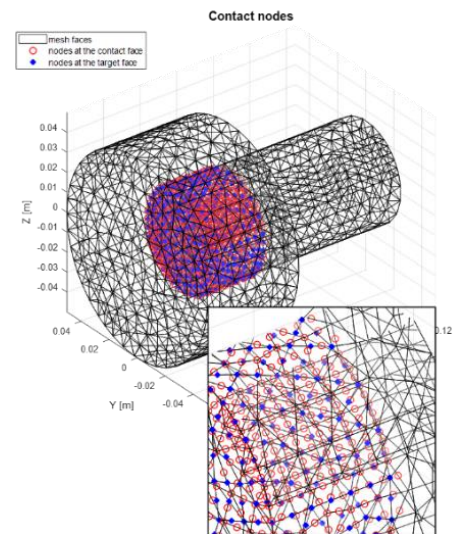 Contact nodes
mesh faces
nodes at the contact face
nodes at the target face
0.04
0.03
0.02
0.01
0
-0.01
-0.02
-0.03
-0.04
Z [m]
0.04
0.02
0
-0.02
-0.04
Y [m]
0.12